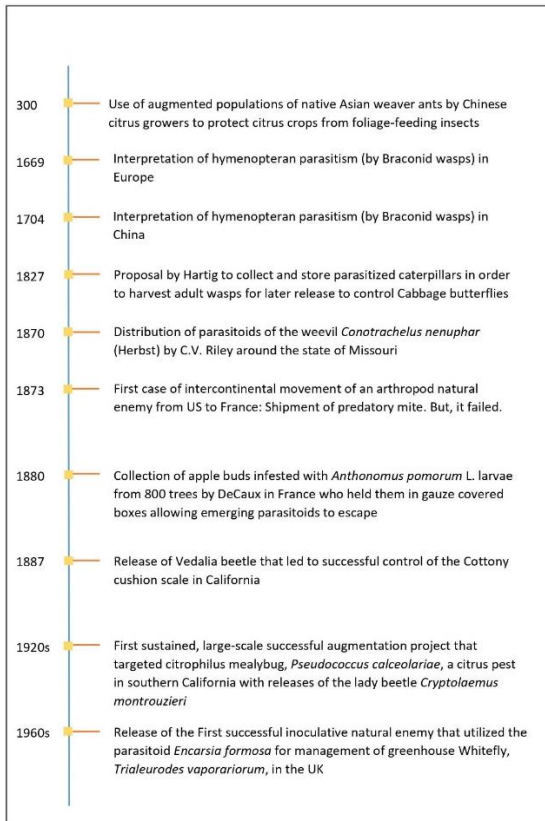 300 Use of augmented populations of native Asian weaver ants by Chinese
citrus growers to protect citrus crops from foliage-feeding insects
1669 Interpretation of hymenopteran parasitism (by Braconid wasps) in
Europe
1704 Interpretation of hymenopteran parasitism (by Braconid wasps) in
China
1827 Proposal by Hartig to collect and store parasitized caterpillars in order
to harvest adult wasps for later release to control Cabbage butterflies
1870 Distribution of parasitoids of the weevil Conotrachelus nenuphar
(Herbst) by C.V. Riley around the state of Missouri
1873 First case of intercontinental movement of an arthropod natural
enemy from US to France: Shipment of predatory mite. But, it failed.
1880 Collection of apple buds infested with Anthonomus pomorum L. larvae
from 800 trees by DeCaux in France who held them in gauze covered
boxes allowing emerging parasitoids to escape
1887 Release of Vedalia beetle that led to successful control of the Cottony
cushion scale in California
1920s First sustained, large-scale successful augmentation project that
targeted citrophilus mealybug, Pseudococcus calceolariae, a citrus pest
in southern California with releases of the lady beetle Cryptolaemus
montrouzieri
1960s Release of the First successful inoculative natural enemy that utilized the
parasitoid Encarsia formosa for management of greenhouse Whitefly,
Trialeurodes vaporariorum, in the UK